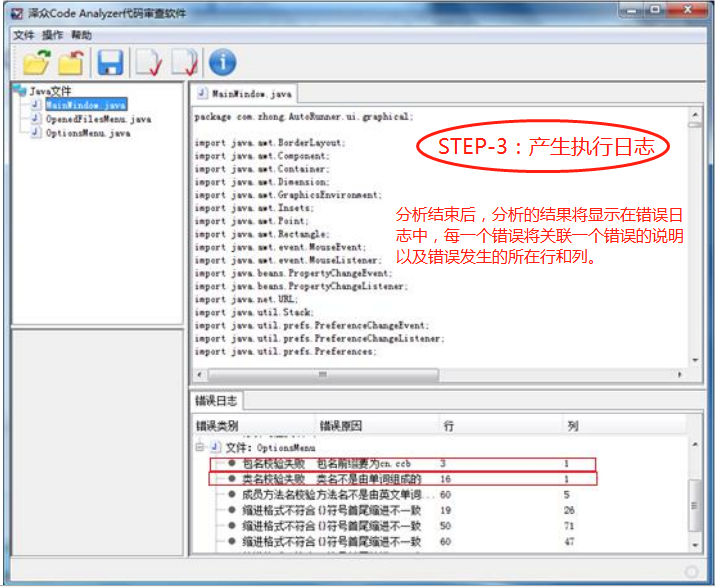 泽众Code Analyzer代码审查软件
文件 操作 帮助
Java文件
MainWindow.java
OpenedFilesMenu.java
OptionsMenu.java
MainWindow.java
package com.zhong.AutoRunner.ui.graphical;
import java.awt.BorderLayout;
import java.awt.Component;
import java.awt.Container;
import java.awt.Dimension;
import java.awt.GraphicsEnvironment;
import java.awt.Insets;
import java.awt.Point;
import java.awt.Rectangle;
import java.awt.event.MouseEvent;
import java.awt.event.MouseListener;
import java.beans.PropertyChangeEvent;
import java.beans.PropertyChangeListener;
import java.net.URL;
import java.util.Stack;
import java.util.prefs.PreferenceChangeEvent;
import java.util.prefs.PreferenceChangeListener;
import java.util.prefs.Preferences;
STEP-3：产生执行日志
分析结束后，分析的结果将显示在错误日
志中，每一个错误将关联一个错误的说明
以及错误发生的所在行和列。
错误日志
错误类别 错误原因 行 列
文件: OptionsMenu
包名校验失败 包名前缀要为cn.ccb 3 1
类名校验失败 类名不是由单词组成的 16 1
成员方法名校验方法名不是由英文单词... 60 5
缩进格式不符合{}符号首尾缩进不一致 19 26
缩进格式不符合{}符号首尾缩进不一致 50 71
缩进格式不符合{}符号首尾缩进不一致 60 47